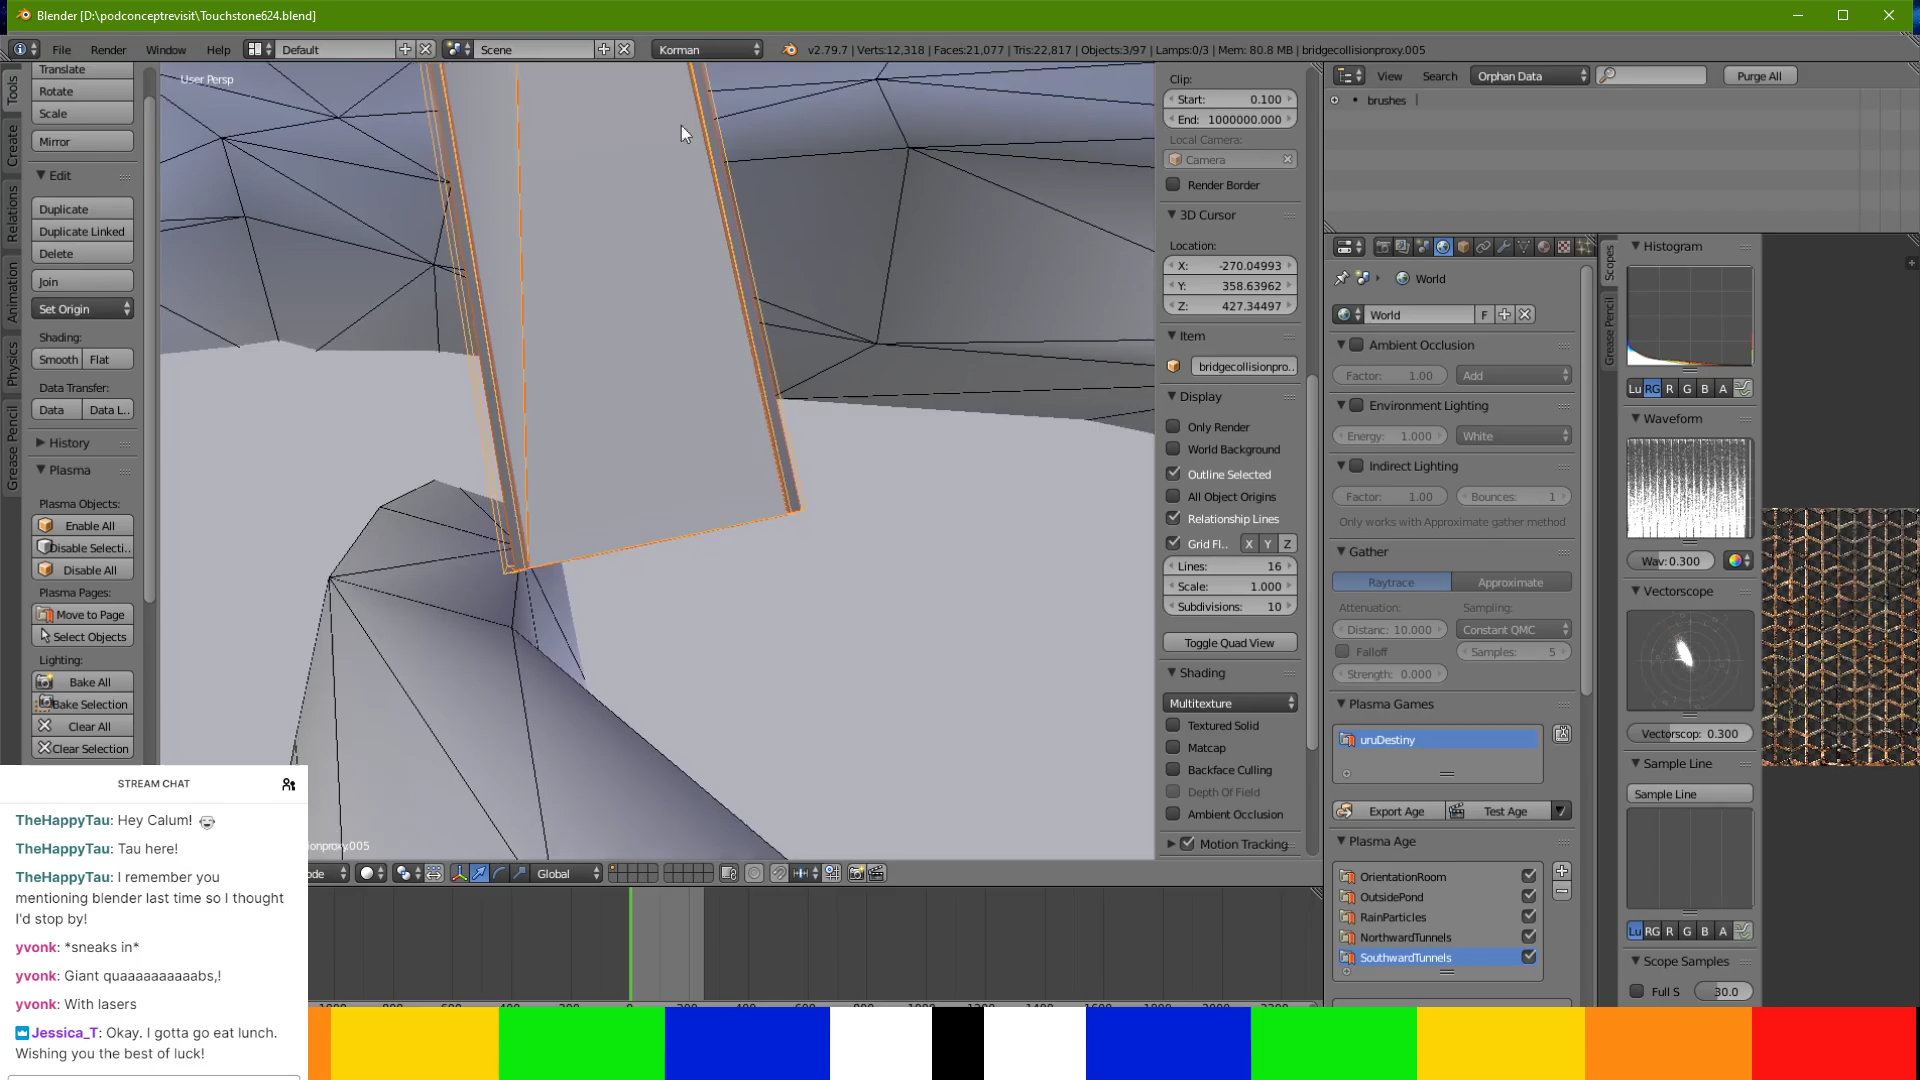 Blender [D:\podconceptrevisit\Touchstone624.blend]
File Render Window Help Default Scene Korman v2.79.7 | Verts:12,318 | Faces:21,077 | Tris:22,817 | Objects:3/97 | Lamps:0/3 | Mem: 80.8 MB | bridgecollisionproxy.005
Tools
Create
Relations
Animation
Physics
Grease Pencil
Translate
Rotate
Scale
Mirror
Edit
Duplicate
Duplicate Linked
Delete
Join
Set Origin
Shading:
Smooth Flat
Data Transfer:
Data Data L..
History
Plasma
Plasma Objects:
Enable All
Disable Selecti..
Disable All
Plasma Pages:
Move to Page
Select Objects
Lighting:
Bake All
Bake Selection
Clear All
Clear Selection
User Persp
ionproxy.005
ode Global
Clip:
Start: 0.100
End: 1000000.000
Local Camera:
Camera
Render Border
3D Cursor
Location:
X: -270.04993
Y: 358.63962
Z: 427.34497
Item
bridgecollisionpro..
Display
Only Render
World Background
Outline Selected
All Object Origins
Relationship Lines
Grid Fl.. X Y Z
Lines: 16
Scale: 1.000
Subdivisions: 10
Toggle Quad View
Shading
Multitexture
Textured Solid
Matcap
Backface Culling
Depth Of Field
Ambient Occlusion
Motion Tracking
View Search Orphan Data Purge All
brushes
World
World F
Ambient Occlusion
Factor: 1.00 Add
Environment Lighting
Energy: 1.000 White
Indirect Lighting
Factor: 1.00 Bounces: 1
Only works with Approximate gather method
Gather
Raytrace Approximate
Attenuation: Sampling:
Distanc: 10.000 Constant QMC
Falloff Samples: 5
Strength: 0.000
Plasma Games
uruDestiny
Export Age Test Age
Plasma Age
OrientationRoom
OutsidePond
RainParticles
NorthwardTunnels
SouthwardTunnels
Scopes
Grease Pencil
Histogram
Lu RG R G B A
Waveform
Wav: 0.300
Vectorscope
Vectorscop: 0.300
Sample Line
Sample Line
Lu RG R G B A
Scope Samples
Full S 30.0
STREAM CHAT
TheHappyTau: Hey Calum!
TheHappyTau: Tau here!
TheHappyTau: I remember you
mentioning blender last time so I thought
I'd stop by!
yvonk: *sneaks in*
yvonk: Giant quaaaaaaaaaabs,!
yvonk: With lasers
Jessica_T: Okay. I gotta go eat lunch.
Wishing you the best of luck!